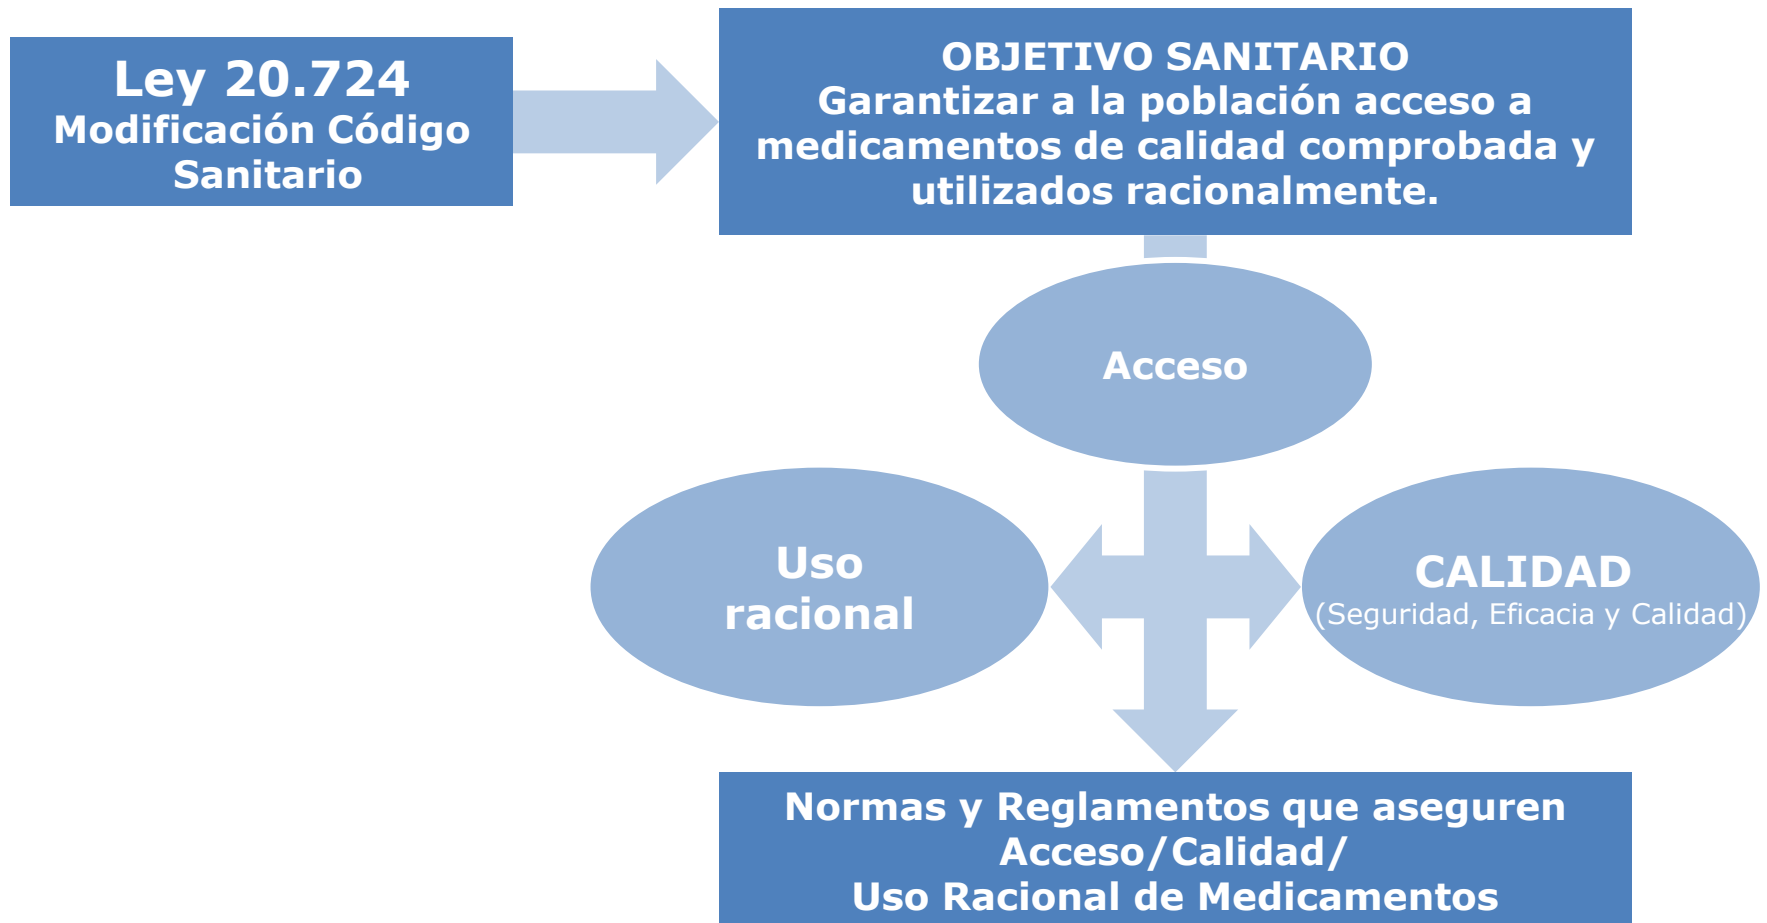 Ley 20.724
Modificación Código
Sanitario
OBJETIVO SANITARIO
Garantizar a la población acceso a
medicamentos de calidad comprobada y
utilizados racionalmente.
Acceso
Uso
racional
CALIDAD
(Seguridad, Eficacia y Calidad)
Normas y Reglamentos que aseguren
Acceso/Calidad/
Uso Racional de Medicamentos